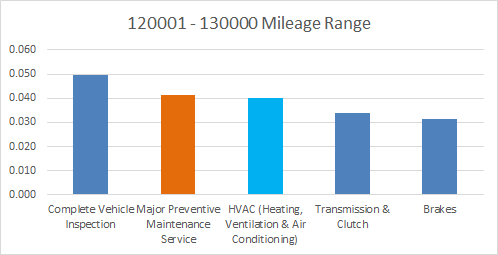 120001 - 130000 Mileage Range
0.060
0.050
0.040
0.030
0.020
0.010
0.000
Complete Vehicle Inspection
Major Preventive Maintenance Service
HVAC (Heating, Ventilation & Air Conditioning)
Transmission & Clutch
Brakes